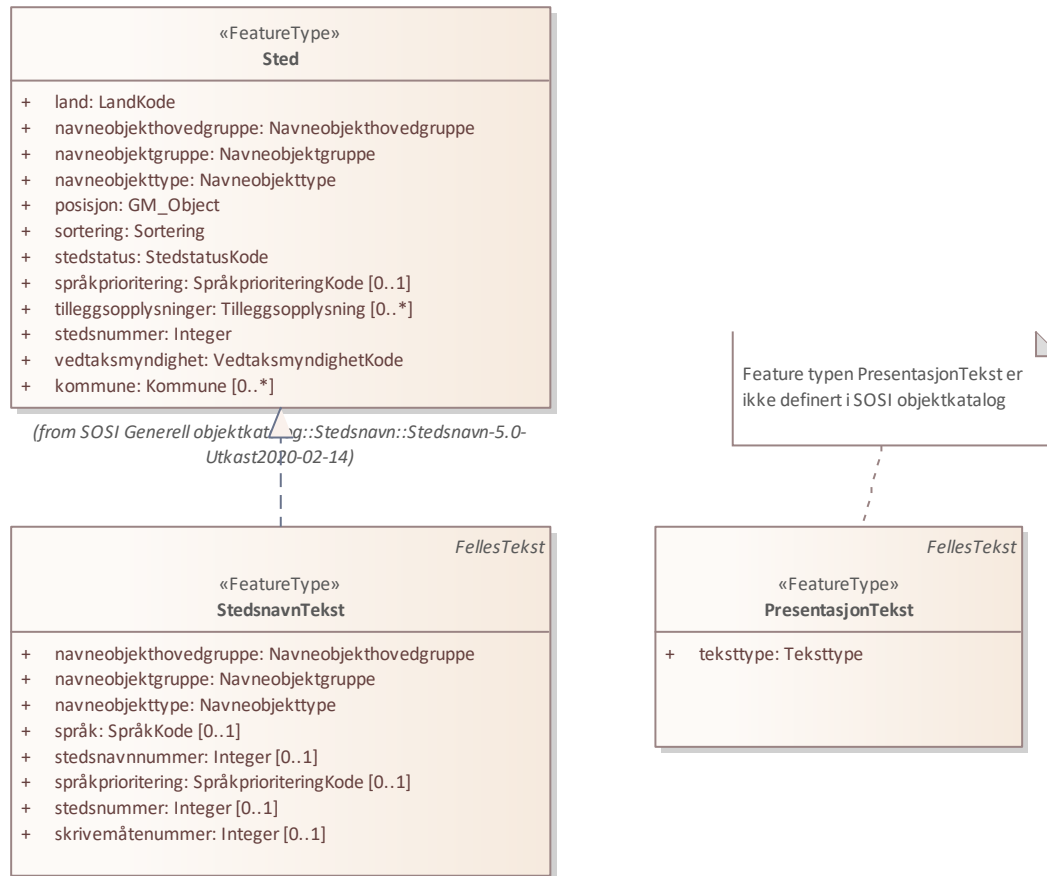 «FeatureType»
Sted
+ land: LandKode
+ navneobjekthovedgruppe: Navneobjekthovedgruppe
+ navneobjektgruppe: Navneobjektgruppe
+ navneobjekttype: Navneobjekttype
+ posisjon: GM_Object
+ sortering: Sortering
+ stedstatus: StedstatusKode
+ språkprioritering: SpråkprioriteringKode [0..1]
+ tilleggsopplysninger: Tilleggsopplysning [0..*]
+ stedsnummer: Integer
+ vedtaksmyndighet: VedtaksmyndighetKode
+ kommune: Kommune [0..*]
(from SOSI Generell objektkatalog::Stedsnavn::Stedsnavn-5.0-
Utkast2020-02-14)
Feature typen PresentasjonTekst er
ikke definert i SOSI objektkatalog
FellesTekst
«FeatureType»
StedsnavnTekst
+ navneobjekthovedgruppe: Navneobjekthovedgruppe
+ navneobjektgruppe: Navneobjektgruppe
+ navneobjekttype: Navneobjekttype
+ språk: SpråkKode [0..1]
+ stedsnavnnummer: Integer [0..1]
+ språkprioritering: SpråkprioriteringKode [0..1]
+ stedsnummer: Integer [0..1]
+ skrivemåtenummer: Integer [0..1]
FellesTekst
«FeatureType»
PresentasjonTekst
+ teksttype: Teksttype